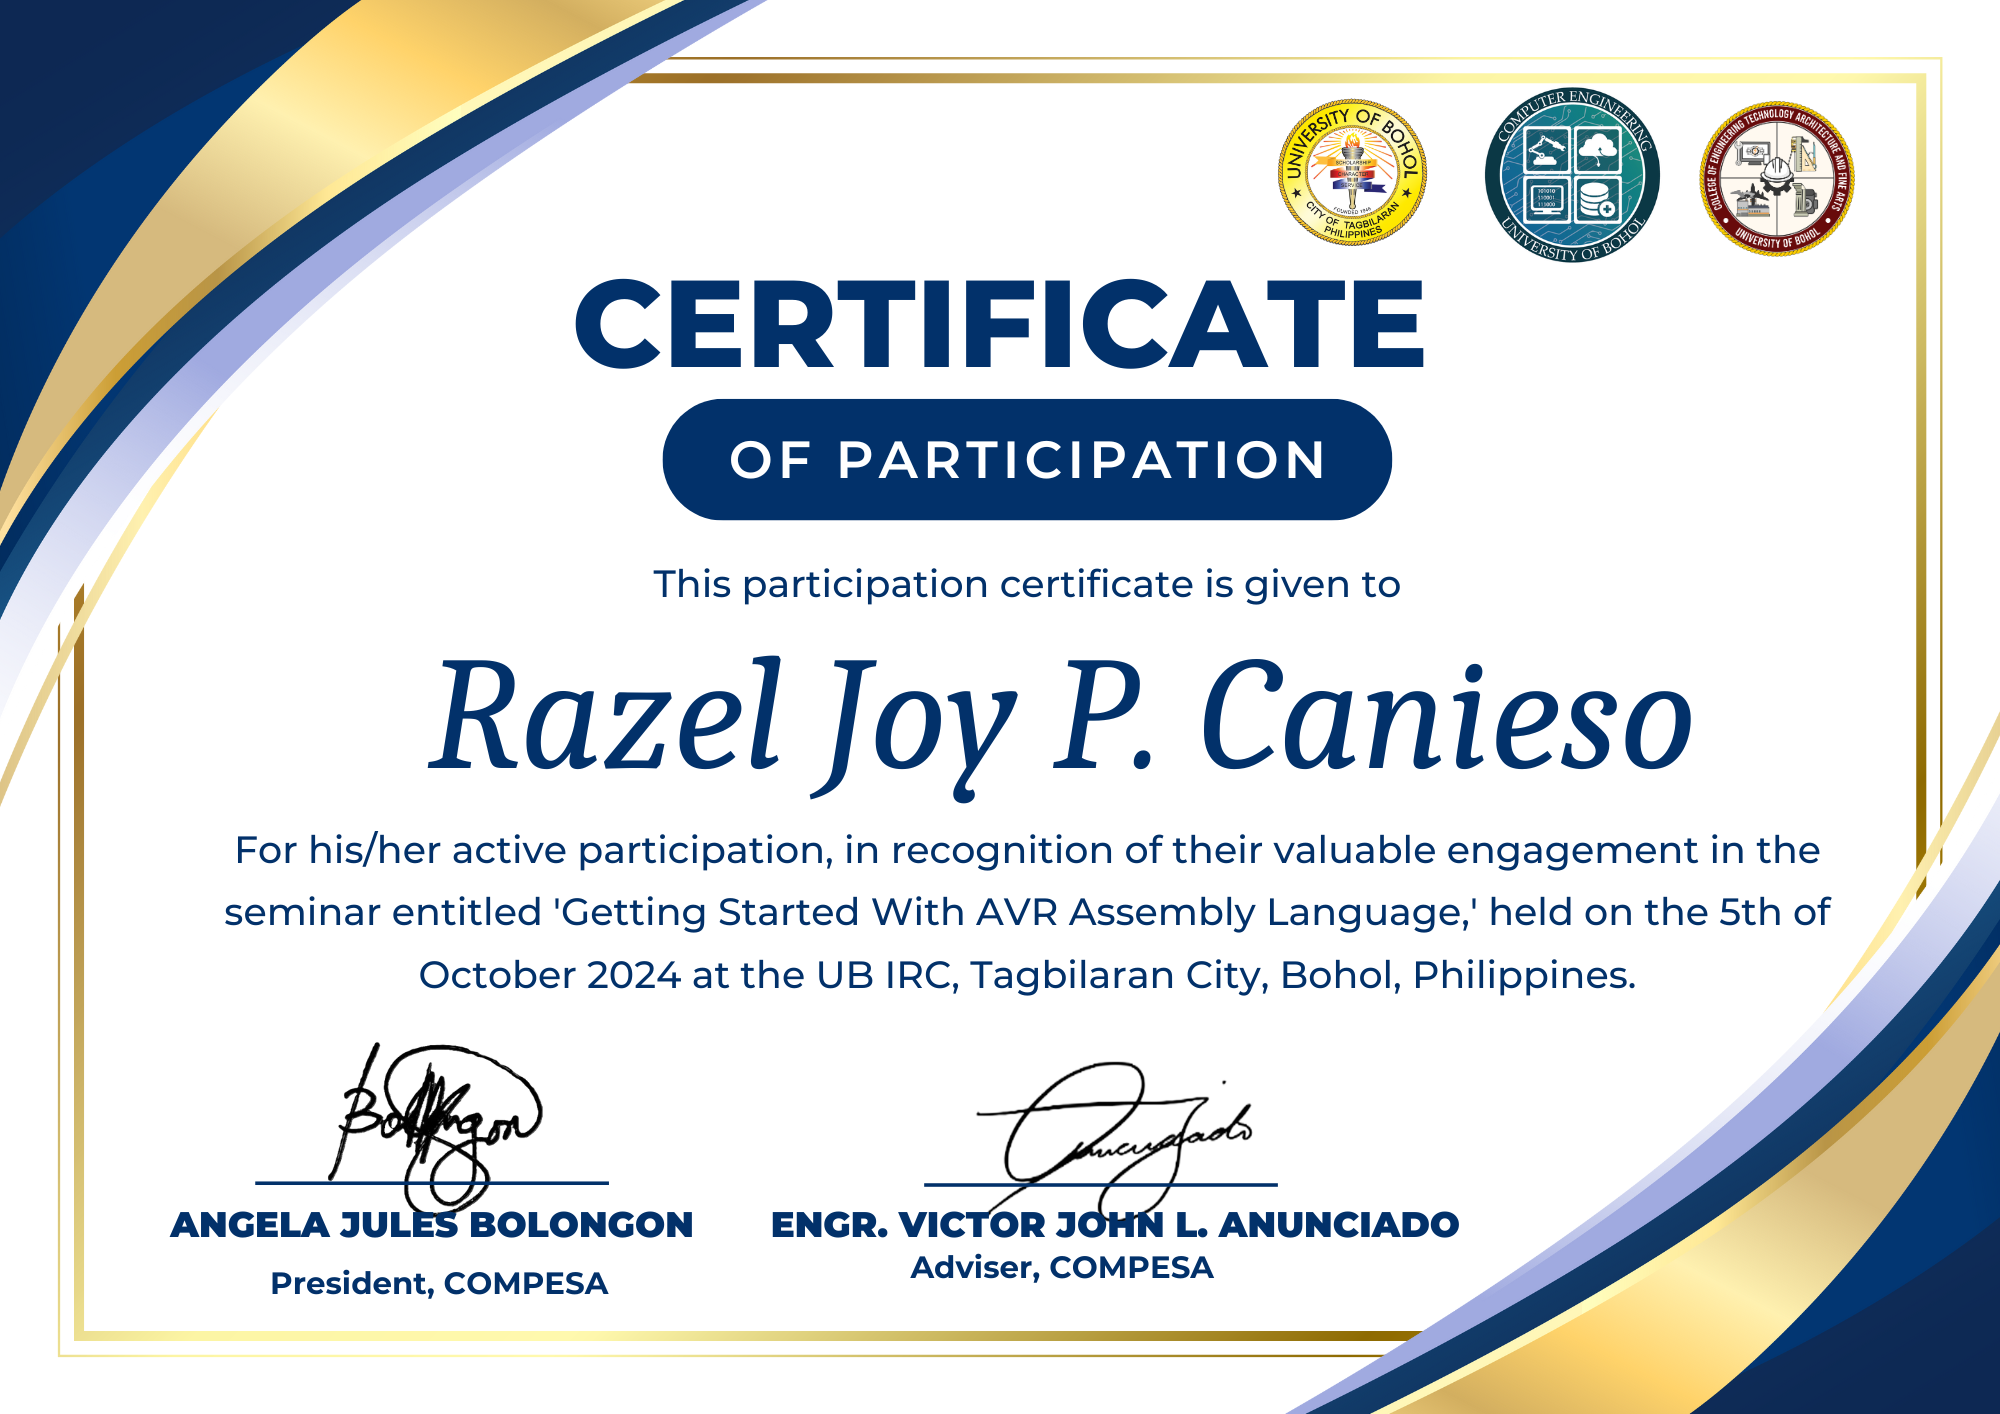 UNIVERSITY OF BOHOL
SCHOLARSHIP
CHARACTER
SERVICE
FOUNDED 1946
CITY OF TAGBILARAN
PHILIPPINES
COMPUTER ENGINEERING
101010
110001
111000
UNIVERSITY OF BOHOL
COLLEGE OF ENGINEERING TECHNOLOGY ARCHITECTURE AND FINE ARTS
UNIVERSITY OF BOHOL
CERTIFICATE
OF PARTICIPATION
This participation certificate is given to
Razel Joy P. Canieso
For his/her active participation, in recognition of their valuable engagement in the
seminar entitled 'Getting Started With AVR Assembly Language,' held on the 5th of
October 2024 at the UB IRC, Tagbilaran City, Bohol, Philippines.
ANGELA JULES BOLONGON
President, COMPESA
ENGR. VICTOR JOHN L. ANUNCIADO
Adviser, COMPESA